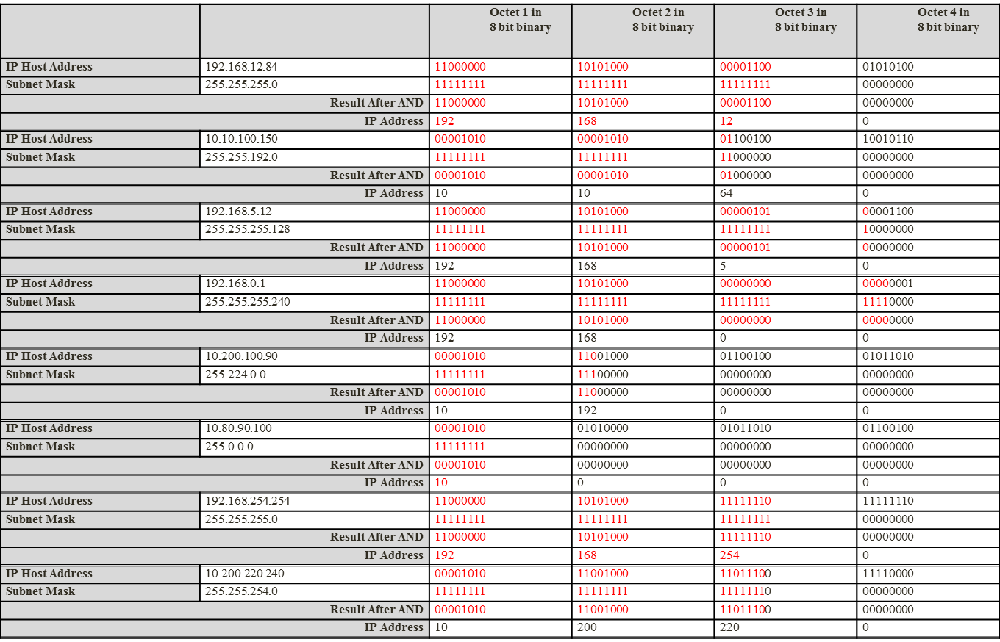 Octet 1 in Octet 2 in Octet 3 in Octet 4 in
8 bit binary 8 bit binary 8 bit binary 8 bit binary
IP Host Address 192.168.12.84 11000000 10101000 00001100 01010100
Subnet Mask 255.255.255.0 11111111 11111111 11111111 00000000
Result After AND 11000000 10101000 00001100 00000000
IP Address 192 168 12 0
IP Host Address 10.10.100.150 00001010 00001010 01100100 10010110
Subnet Mask 255.255.192.0 11111111 11111111 11000000 00000000
Result After AND 00001010 00001010 01000000 00000000
IP Address 10 10 64 0
IP Host Address 192.168.5.12 11000000 10101000 00000101 00001100
Subnet Mask 255.255.255.128 11111111 11111111 11111111 10000000
Result After AND 11000000 10101000 00000101 00000000
IP Address 192 168 5 0
IP Host Address 192.168.0.1 11000000 10101000 00000000 00000001
Subnet Mask 255.255.255.240 11111111 11111111 11111111 11110000
Result After AND 11000000 10101000 00000000 00000000
IP Address 192 168 0 0
IP Host Address 10.200.100.90 00001010 11001000 01100100 01011010
Subnet Mask 255.224.0.0 11111111 11100000 00000000 00000000
Result After AND 00001010 11000000 00000000 00000000
IP Address 10 192 0 0
IP Host Address 10.80.90.100 00001010 01010000 01011010 01100100
Subnet Mask 255.0.0.0 11111111 00000000 00000000 00000000
Result After AND 00001010 00000000 00000000 00000000
IP Address 10 0 0 0
IP Host Address 192.168.254.254 11000000 10101000 11111110 11111110
Subnet Mask 255.255.255.0 11111111 11111111 11111111 00000000
Result After AND 11000000 10101000 11111110 00000000
IP Address 192 168 254 0
IP Host Address 10.200.220.240 00001010 11001000 11011100 11110000
Subnet Mask 255.255.254.0 11111111 11111111 11111110 00000000
Result After AND 00001010 11001000 11011100 00000000
IP Address 10 200 220 0